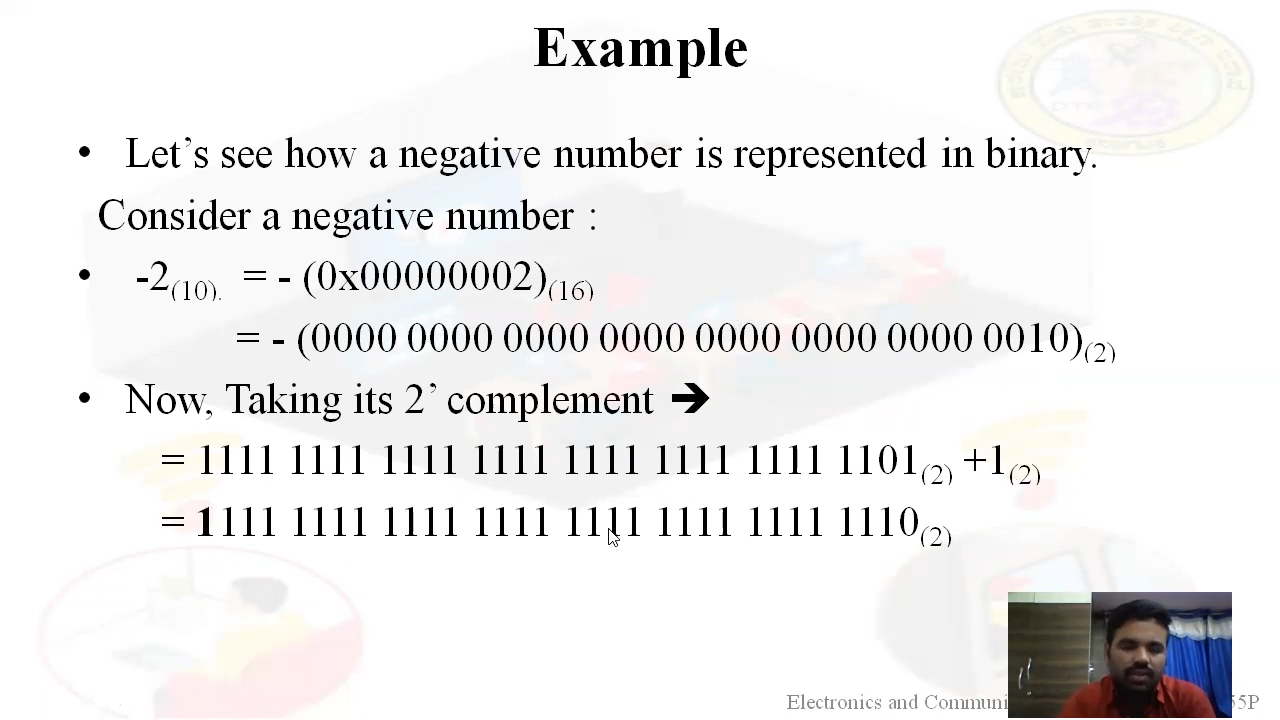 Example
• Let’s see how a negative number is represented in binary.
Consider a negative number :
• -2(10). = - (0x00000002)(16)
= - (0000 0000 0000 0000 0000 0000 0000 0010)(2)
• Now, Taking its 2’ complement ➔
= 1111 1111 1111 1111 1111 1111 1111 1101(2) +1(2)
= 1111 1111 1111 1111 1111 1111 1111 1110(2)
Electronics and